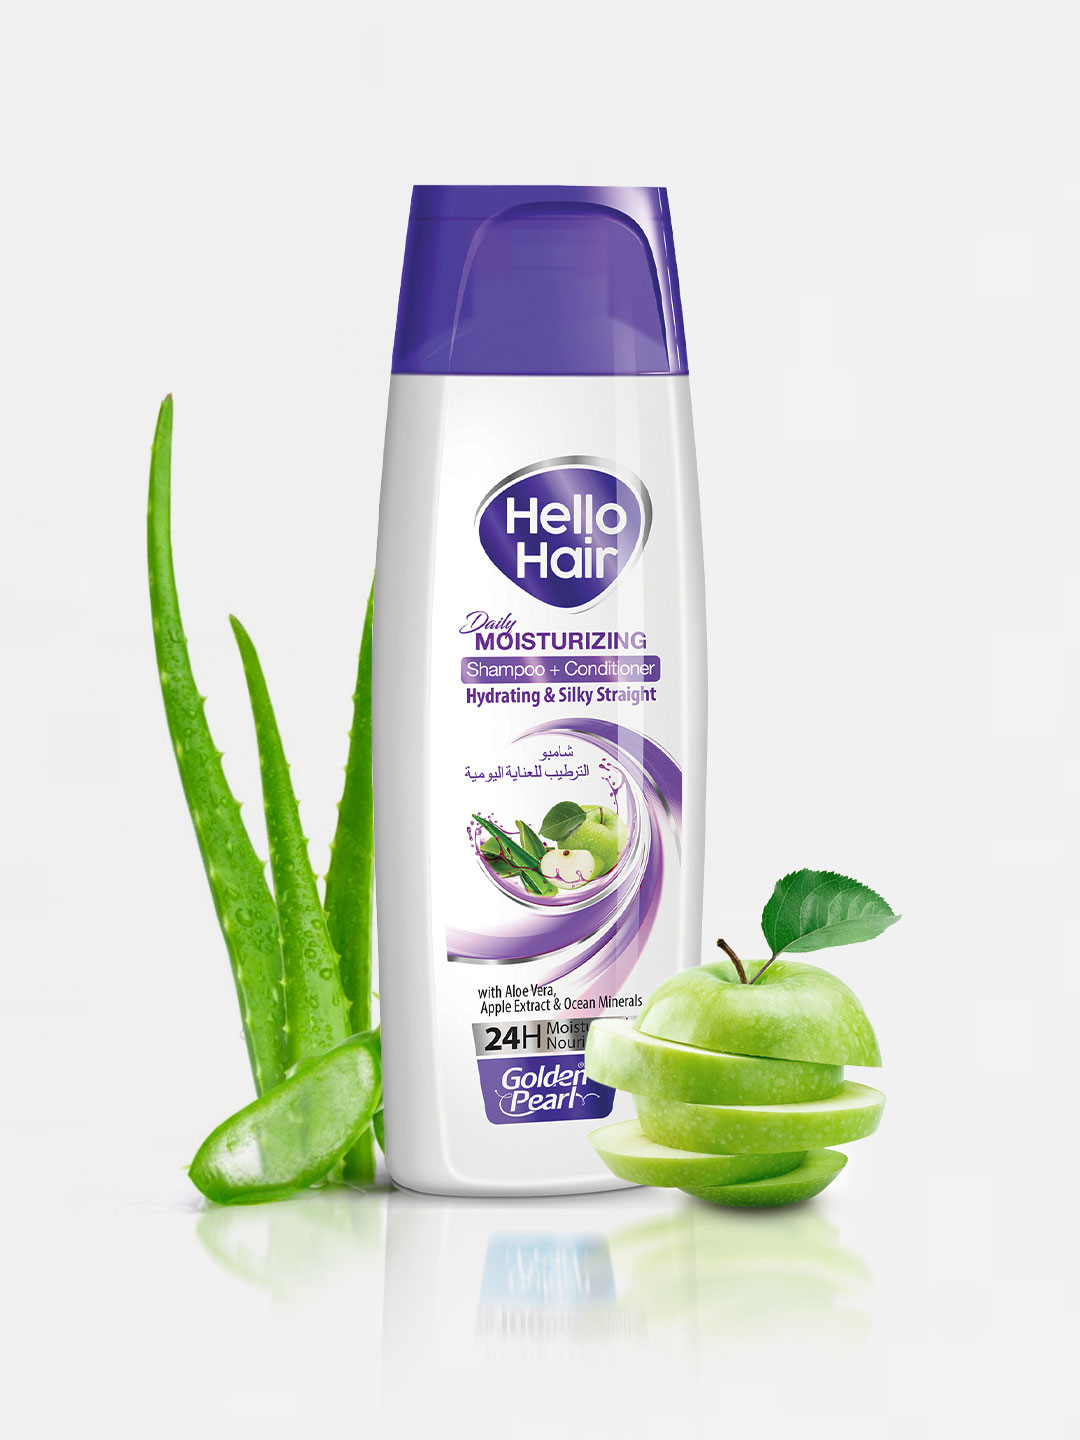 Hello
Hair
Daily
MOISTURIZING
Shampoo + Conditioner
Hydrating & Silky Straight
شامبو
الترطيب للعناية اليومية
with Aloe Vera,
Apple Extract & Ocean Minerals
24H
Golden®
Pearl